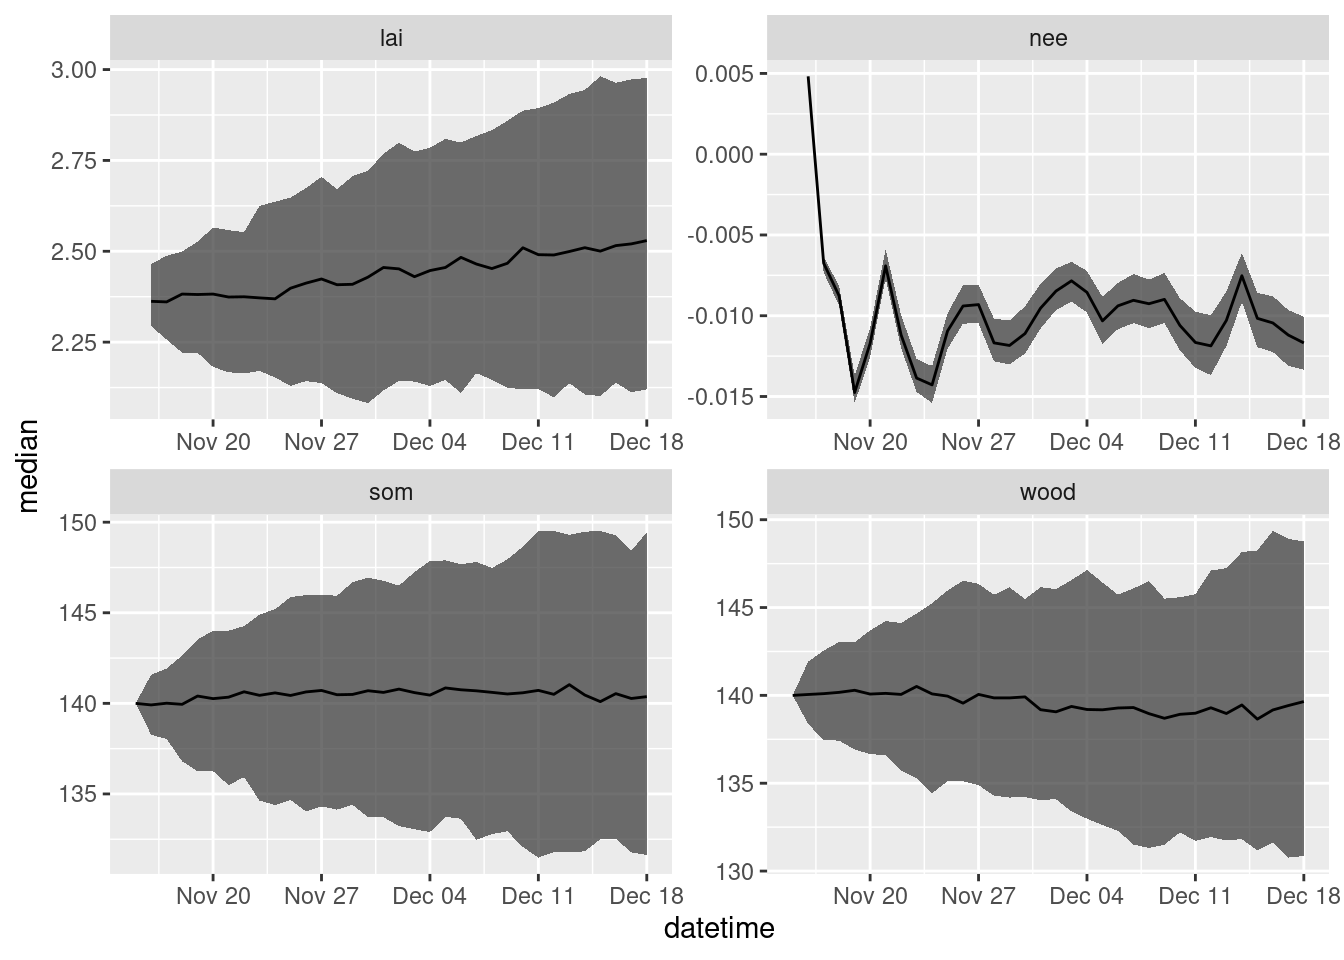 lai
3.00
2.75
2.50
2.25
Nov 20 Nov 27 Dec 04 Dec 11 Dec 18
nee
0.005
0.000
-0.005
-0.010
-0.015
Nov 20 Nov 27 Dec 04 Dec 11 Dec 18
median
som
150
145
140
135
Nov 20 Nov 27 Dec 04 Dec 11 Dec 18
wood
150
145
140
135
130
Nov 20 Nov 27 Dec 04 Dec 11 Dec 18
datetime